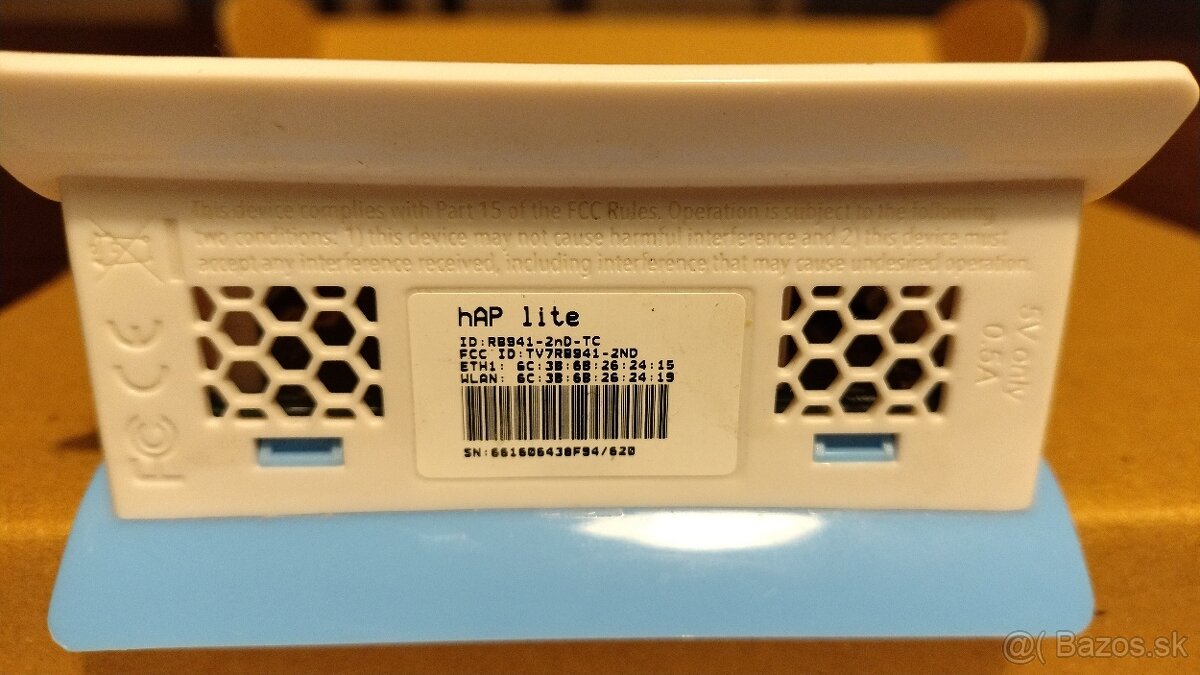 This device complies with Part 15 of the FCC Rules. Operation is subject to the following
two conditions: 1) this device may not cause harmful interference and 2) this device must
accept any interference received, including interference that may cause undesired operation.
FC CE
hAP lite
ID:RB941-2nD-TC
FCC ID:TV7RB941-2ND
ETH1: 6C:3B:6B:26:24:15
WLAN: 6C:3B:6B:26:24:19
SN:661606438F94/620
5V only
0.5A
@( Bazos.sk